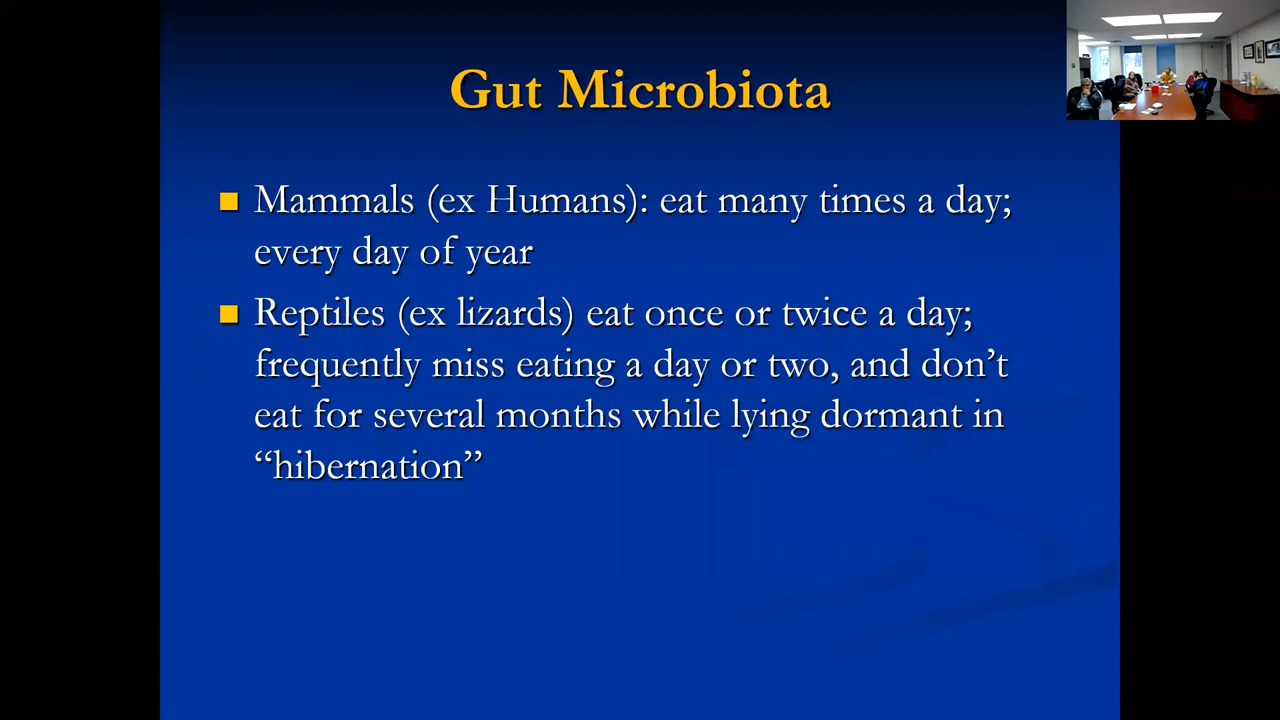 Gut Microbiota
Mammals (ex Humans): eat many times a day;
every day of year
Reptiles (ex lizards) eat once or twice a day;
frequently miss eating a day or two, and don’t
eat for several months while lying dormant in
“hibernation”